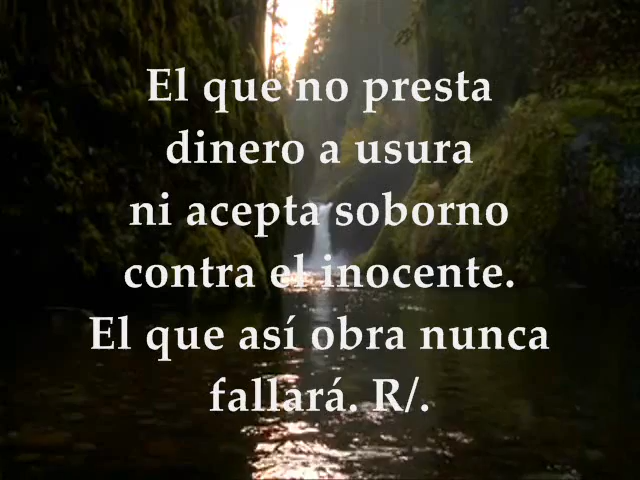 El que no presta
dinero a usura
ni acepta soborno
contra el inocente.
El que así obra nunca
fallará. R/.